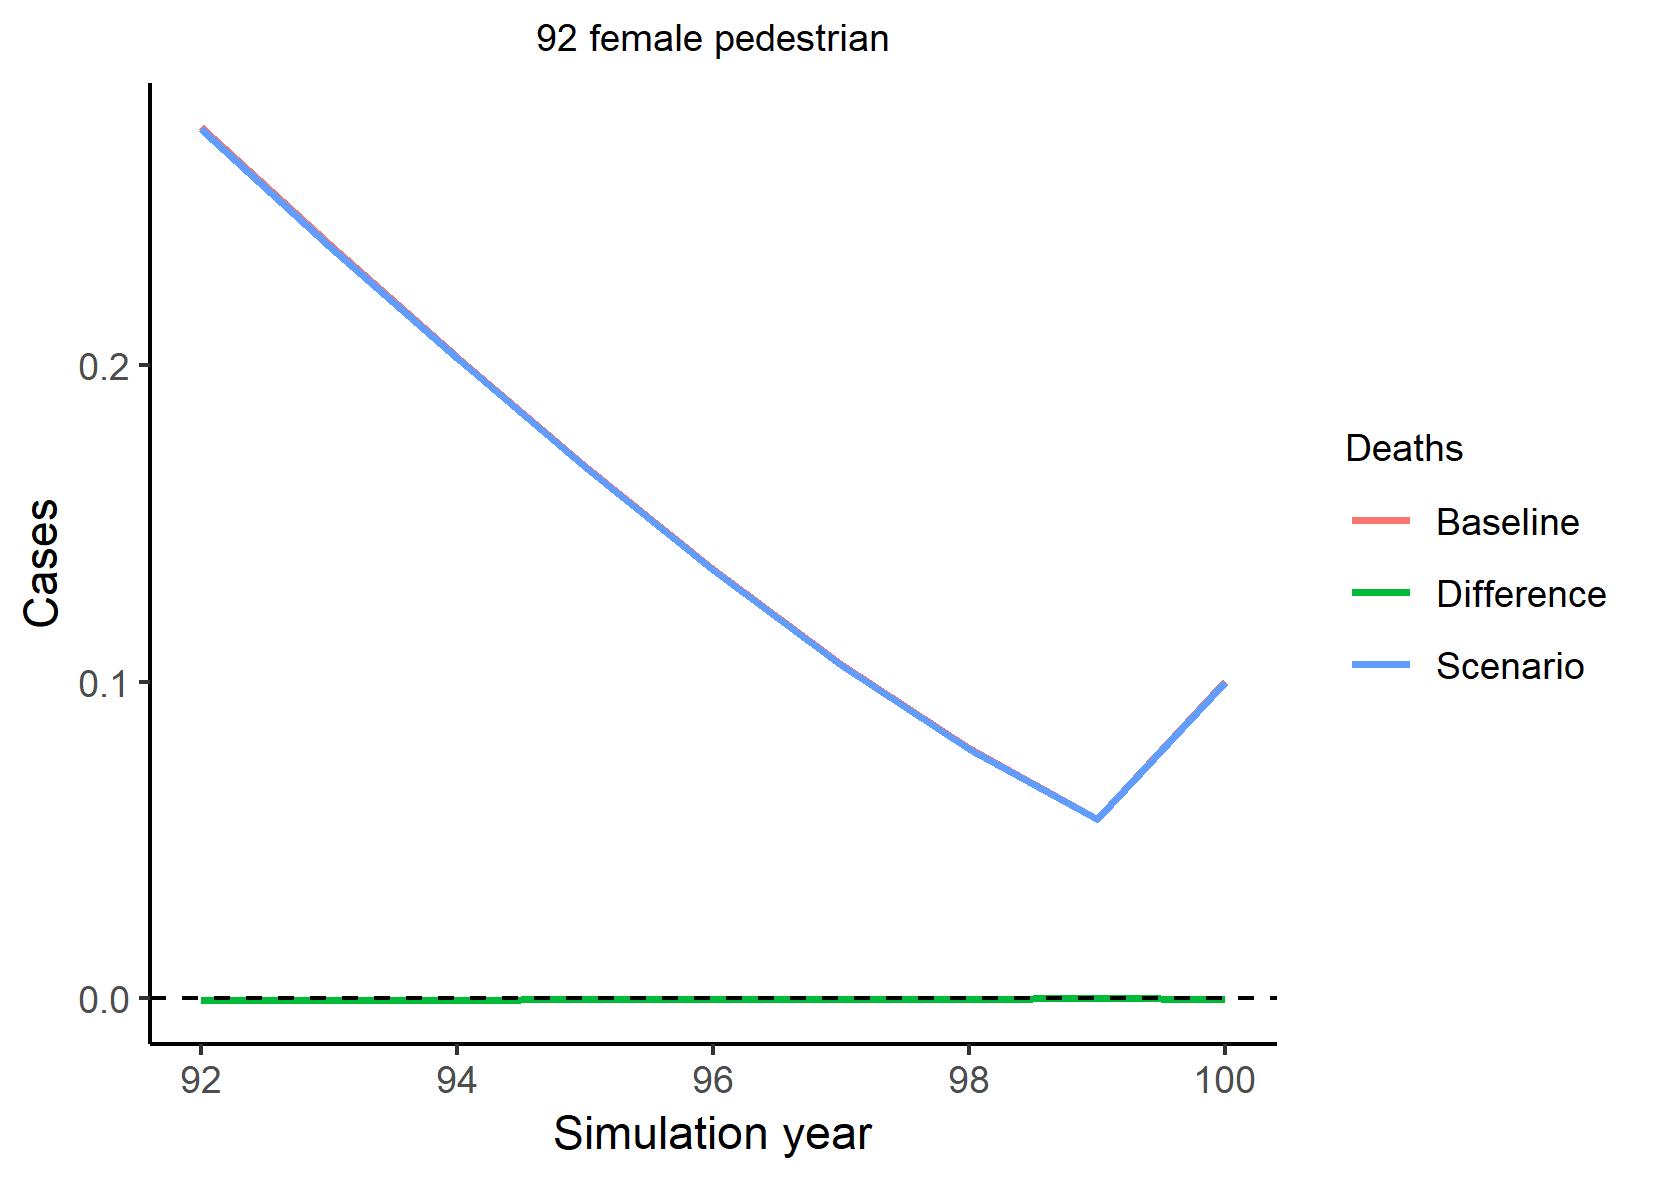 92 female pedestrian
Cases
0.2
0.1
0.0
92 94 96 98 100
Simulation year
Deaths
Baseline
Difference
Scenario